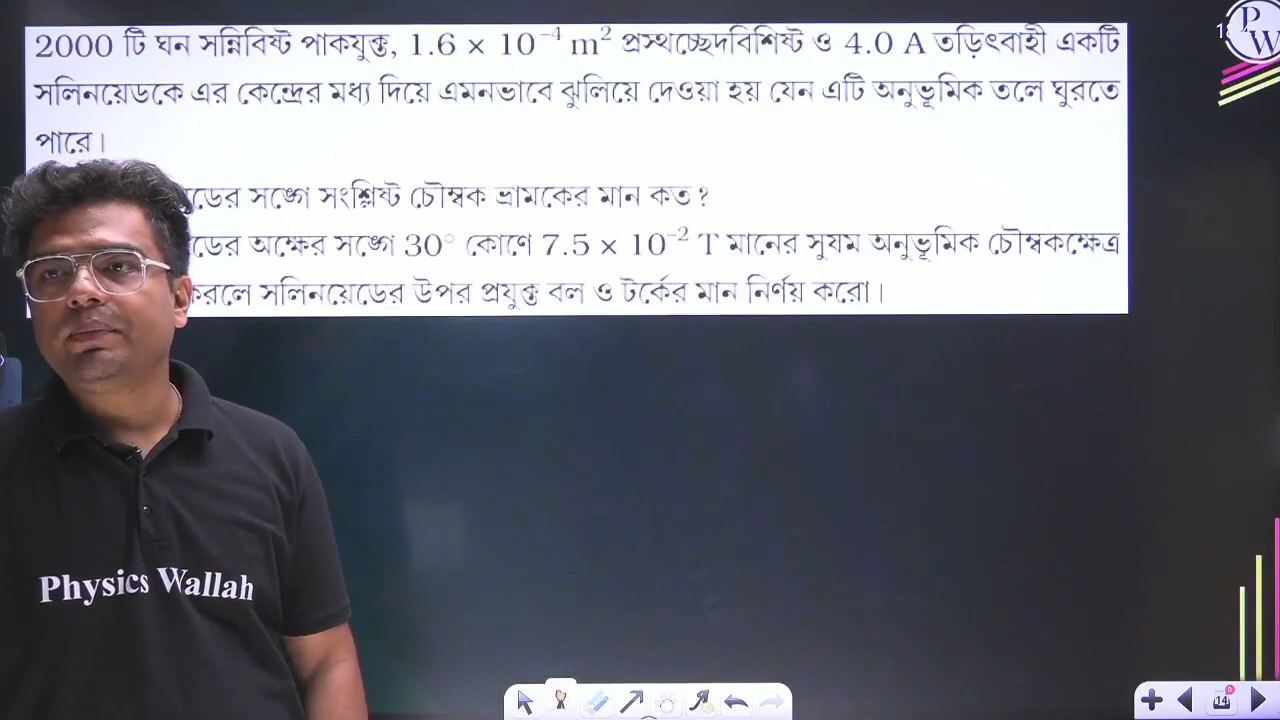 2000 টি ঘন সন্নিবিষ্ট পাকযুক্ত, 1.6 × 10⁻⁴ m² প্রস্থচ্ছেদবিশিষ্ট ও 4.0 A তড়িৎবাহী একটি
সলিনয়েডকে এর কেন্দ্রের মধ্য দিয়ে এমনভাবে ঝুলিয়ে দেওয়া হয় যেন এটি অনুভূমিক তলে ঘুরতে
পারে।
সঙ্গে সংশ্লিষ্ট চৌম্বক ভ্রামকের মান কত ?
অক্ষের সঙ্গে 30° কোণে 7.5 × 10⁻² T মানের সুষম অনুভূমিক চৌম্বকক্ষেত্র
করলে সলিনয়েডের উপর প্রযুক্ত বল ও টর্কের মান নির্ণয় করো।
Physics Wallah
P
W
14